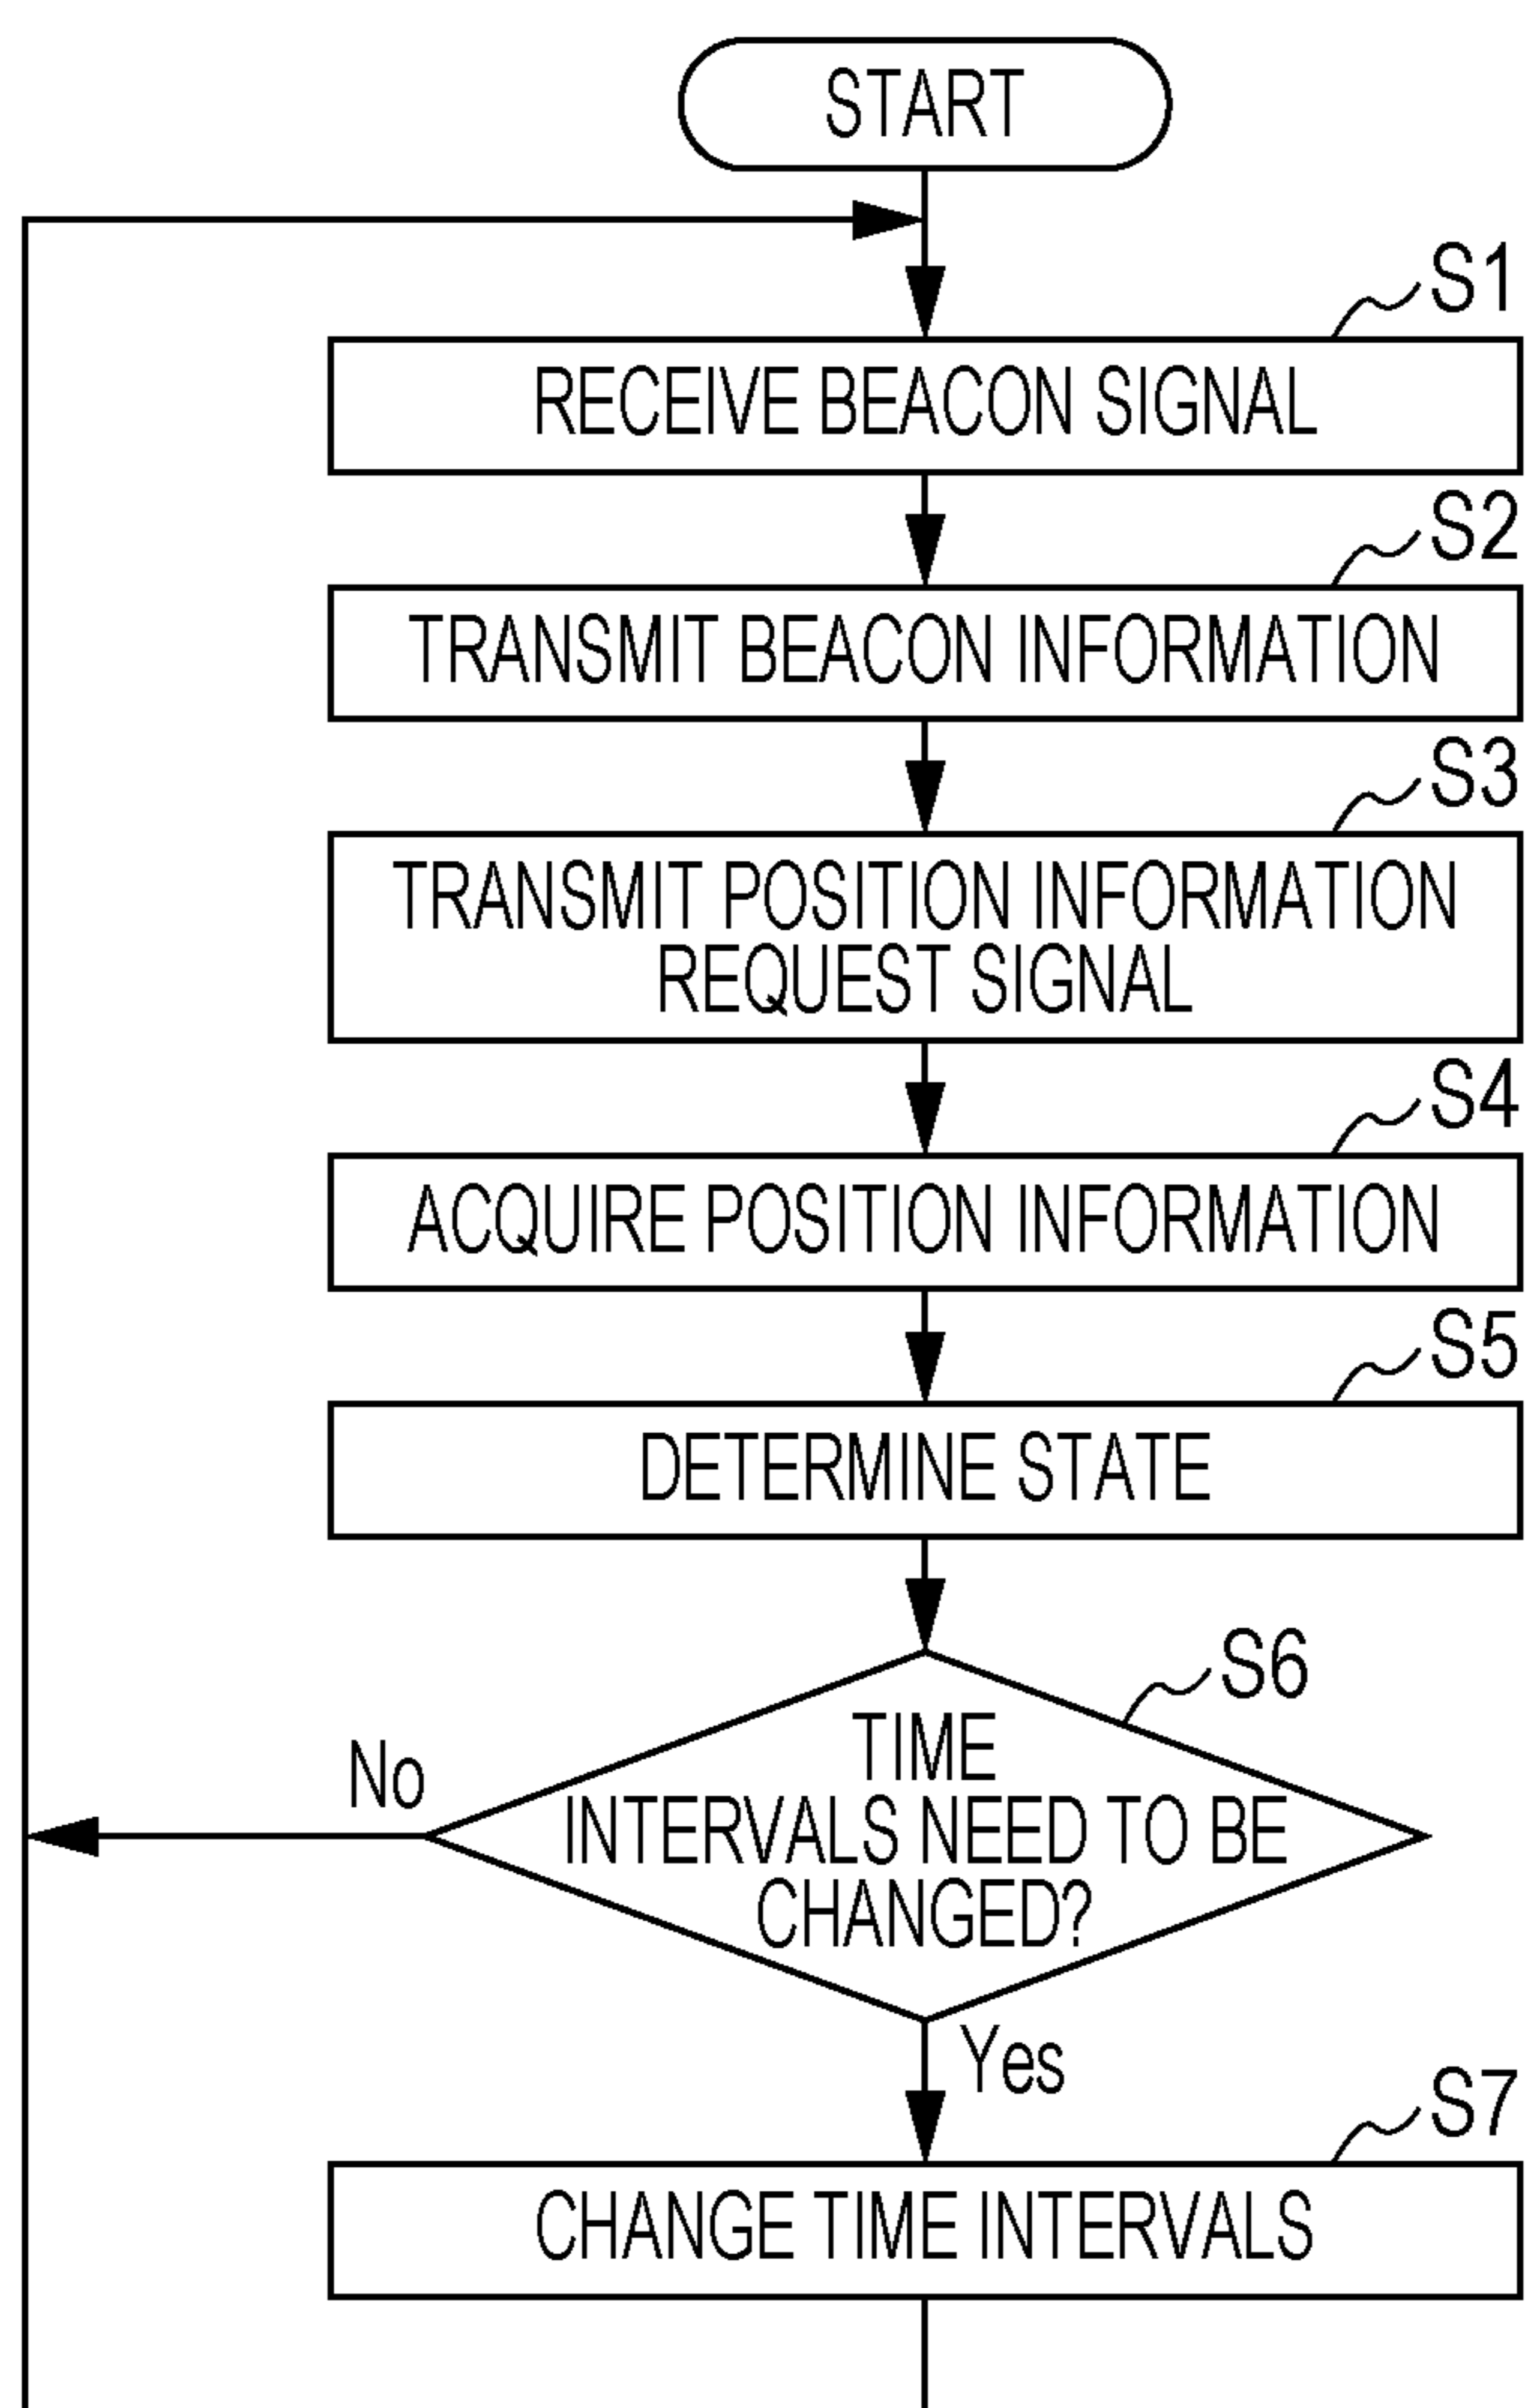 START
S1
RECEIVE BEACON SIGNAL
S2
TRANSMIT BEACON INFORMATION
S3
TRANSMIT POSITION INFORMATION
REQUEST SIGNAL
S4
ACQUIRE POSITION INFORMATION
S5
DETERMINE STATE
S6
TIME
INTERVALS NEED TO BE
CHANGED?
No
Yes
S7
CHANGE TIME INTERVALS